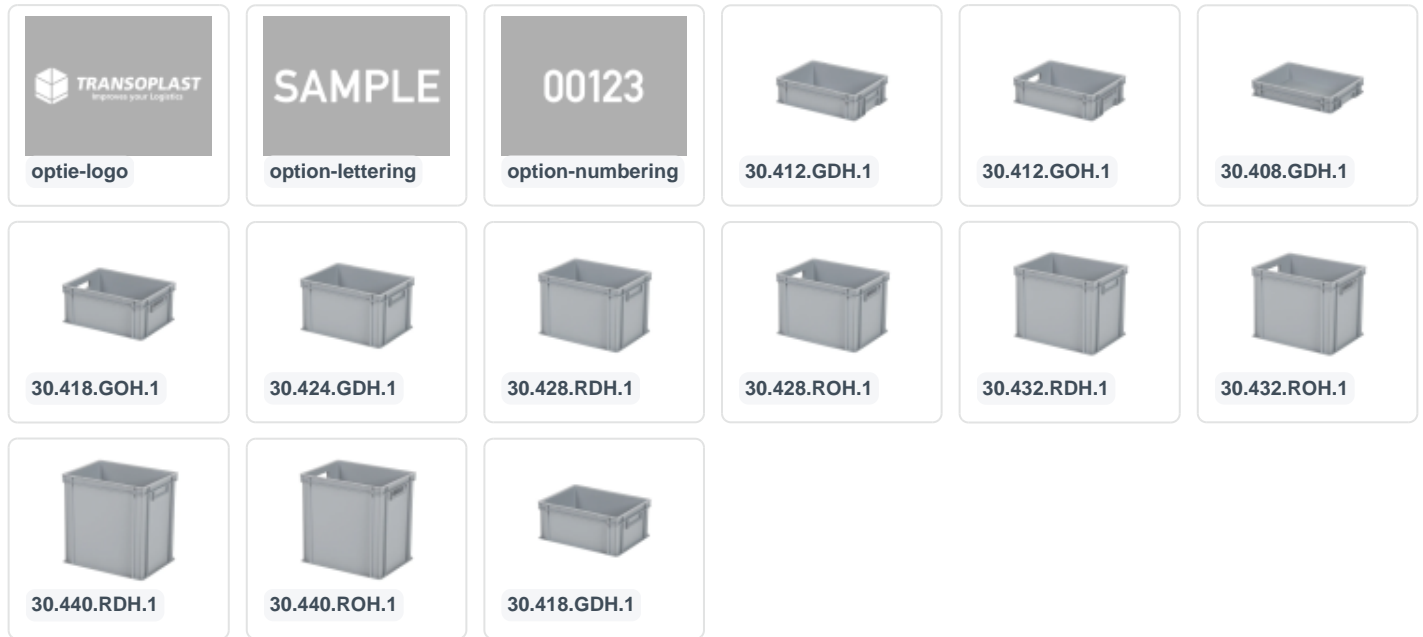 TRANSOPLAST
Improves your Logistics
SAMPLE
00123
optie-logo
option-lettering
option-numbering
30.412.GDH.1
30.412.GOH.1
30.408.GDH.1
30.418.GOH.1
30.424.GDH.1
30.428.RDH.1
30.428.ROH.1
30.432.RDH.1
30.432.ROH.1
30.440.RDH.1
30.440.ROH.1
30.418.GDH.1